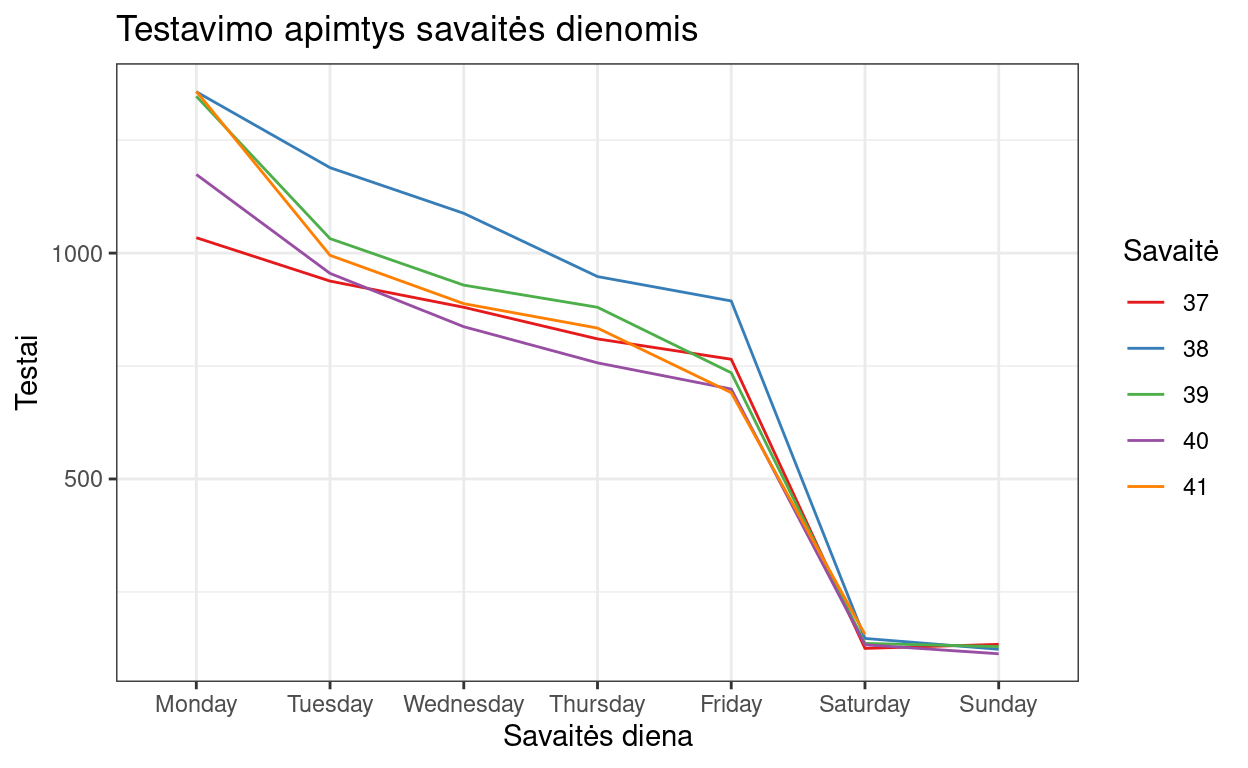 Testavimo apimtys savaitės dienomis
Testai
1000
500
Monday Tuesday Wednesday Thursday Friday Saturday Sunday
Savaitės diena
Savaitė
37
38
39
40
41